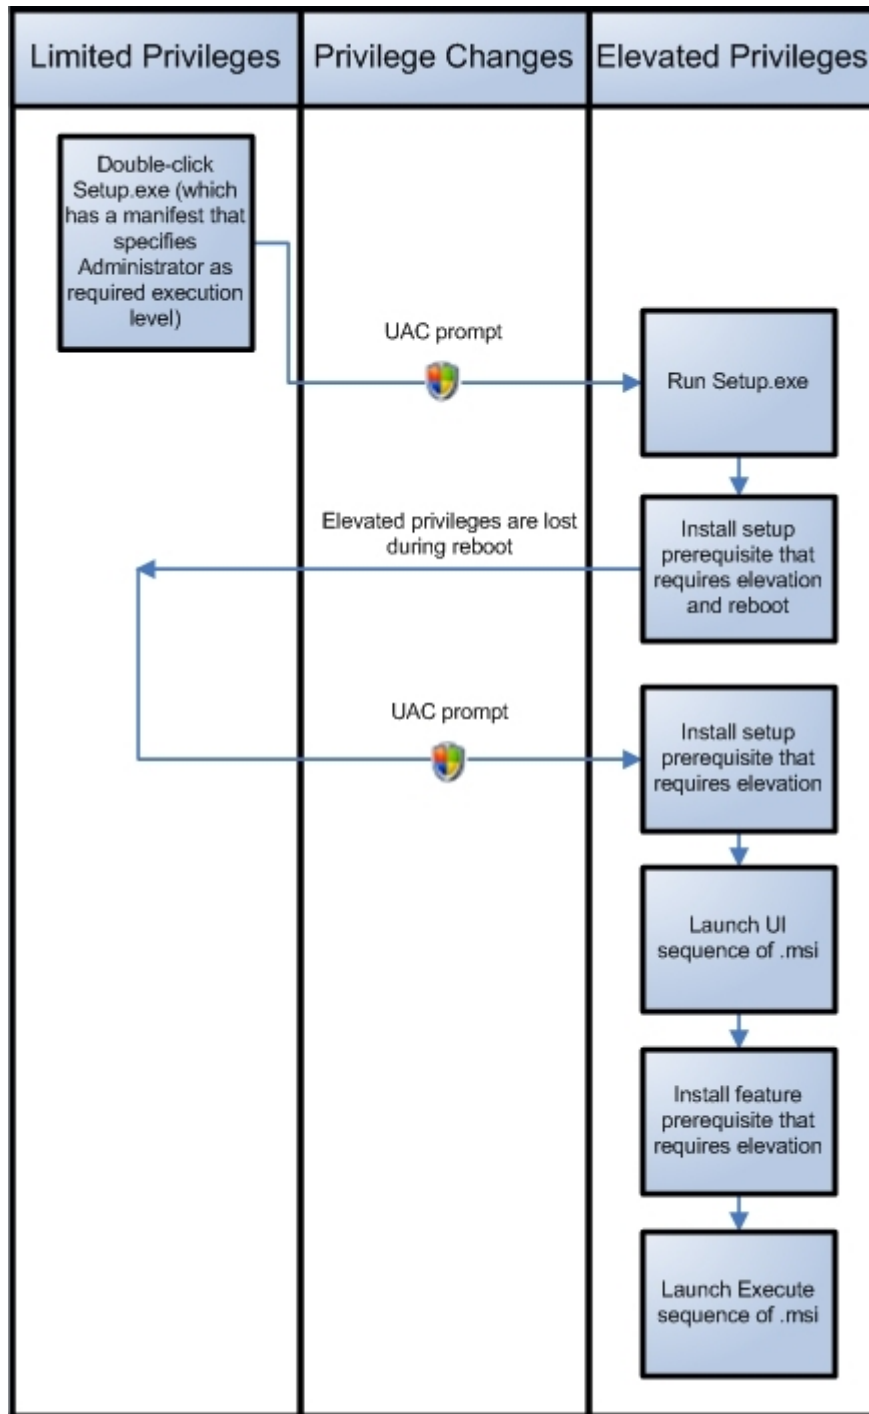 Limited Privileges
Privilege Changes
Elevated Privileges
Double-click
Setup.exe (which
has a manifest that
specifies
Administrator as
required execution
level)
UAC prompt
Run Setup.exe
Elevated privileges are lost
during reboot
Install setup
prerequisite that
requires elevation
and reboot
UAC prompt
Install setup
prerequisite that
requires elevation
Launch UI
sequence of .msi
Install feature
prerequisite that
requires elevation
Launch Execute
sequence of .msi